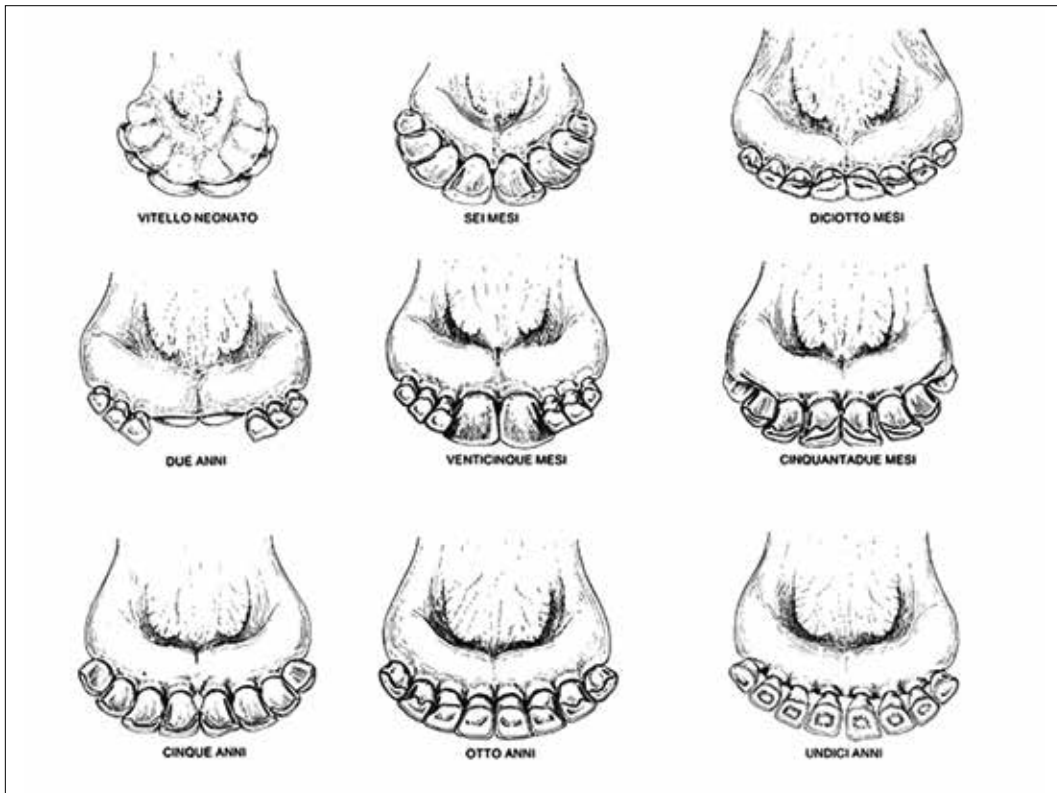 VITELLO NEONATO
SEI MESI
DICIOTTO MESI
DUE ANNI
VENTICINQUE MESI
CINQUANTADUE MESI
CINQUE ANNI
OTTO ANNI
UNDICI ANNI